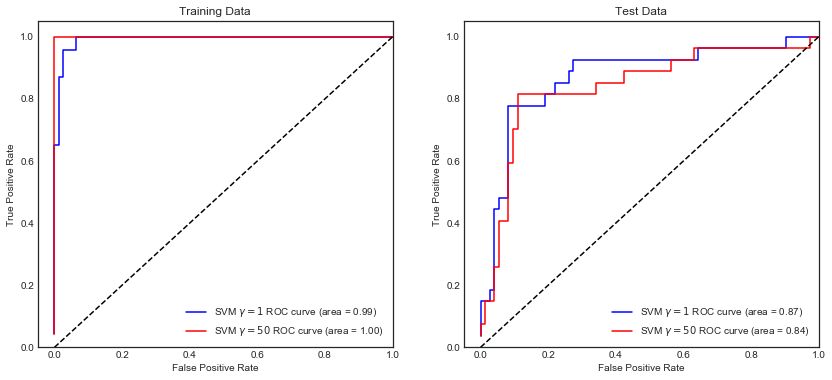 Training Data
True Positive Rate
1.0
0.8
0.6
0.4
0.2
0.0
SVM γ = 1 ROC curve (area = 0.99)
SVM γ = 50 ROC curve (area = 1.00)
0.0 0.2 0.4 0.6 0.8 1.0
False Positive Rate
Test Data
True Positive Rate
1.0
0.8
0.6
0.4
0.2
0.0
SVM γ = 1 ROC curve (area = 0.87)
SVM γ = 50 ROC curve (area = 0.84)
0.0 0.2 0.4 0.6 0.8 1.0
False Positive Rate